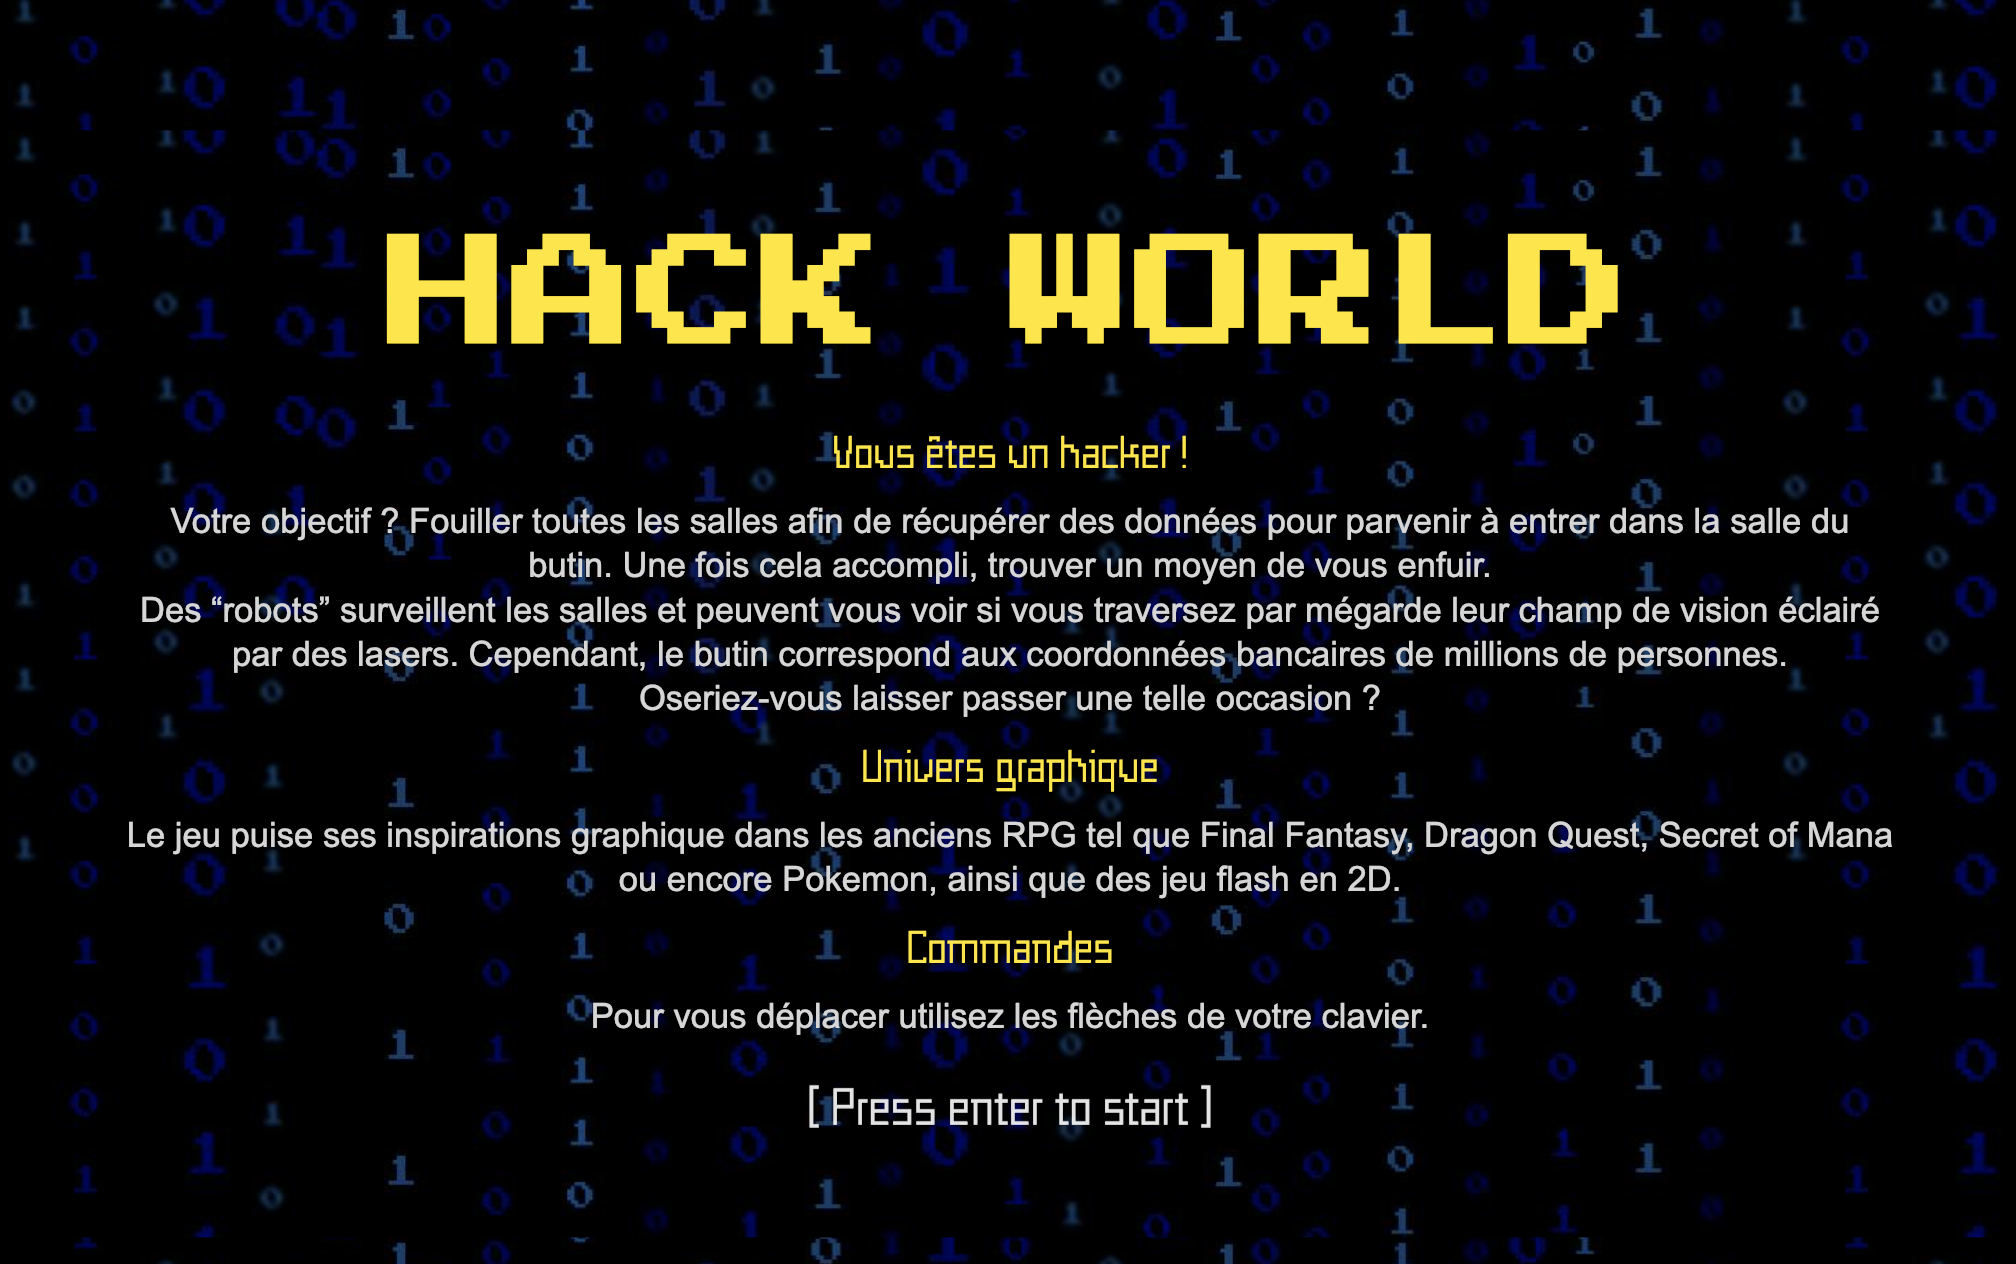 HACK WORLD
Vous êtes un hacker !
Votre objectif ? Fouiller toutes les salles afin de récupérer des données pour parvenir à entrer dans la salle du
butin. Une fois cela accompli, trouver un moyen de vous enfuir.
Des “robots” surveillent les salles et peuvent vous voir si vous traversez par mégarde leur champ de vision éclairé
par des lasers. Cependant, le butin correspond aux coordonnées bancaires de millions de personnes.
Oseriez-vous laisser passer une telle occasion ?
Univers graphique
Le jeu puise ses inspirations graphique dans les anciens RPG tel que Final Fantasy, Dragon Quest, Secret of Mana
ou encore Pokemon, ainsi que des jeu flash en 2D.
Commandes
Pour vous déplacer utilisez les flèches de votre clavier.
[ Press enter to start ]